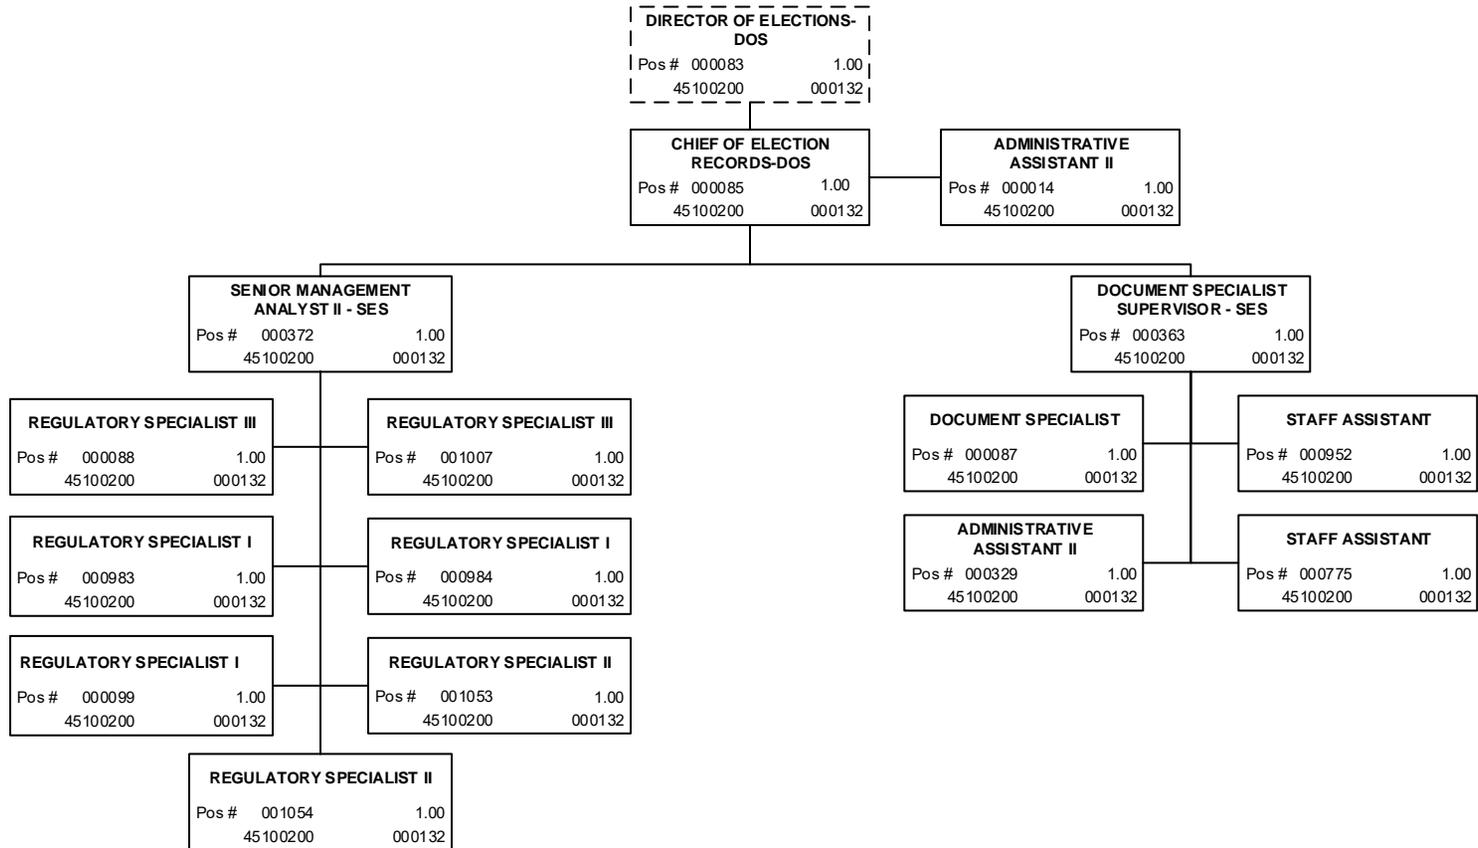 DIRECTOR OF ELECTIONS-
DOS
Pos # 000083 1.00
45100200 000132
CHIEF OF ELECTION
RECORDS-DOS
Pos # 000085 1.00
45100200 000132
ADMINISTRATIVE
ASSISTANT II
Pos # 000014 1.00
45100200 000132
SENIOR MANAGEMENT
ANALYST II - SES
Pos # 000372 1.00
45100200 000132
DOCUMENT SPECIALIST
SUPERVISOR - SES
Pos # 000363 1.00
45100200 000132
REGULATORY SPECIALIST III
Pos # 000088 1.00
45100200 000132
REGULATORY SPECIALIST III
Pos # 001007 1.00
45100200 000132
REGULATORY SPECIALIST I
Pos # 000983 1.00
45100200 000132
REGULATORY SPECIALIST I
Pos # 000984 1.00
45100200 000132
REGULATORY SPECIALIST I
Pos # 000099 1.00
45100200 000132
REGULATORY SPECIALIST II
Pos # 001053 1.00
45100200 000132
REGULATORY SPECIALIST II
Pos # 001054 1.00
45100200 000132
DOCUMENT SPECIALIST
Pos # 000087 1.00
45100200 000132
STAFF ASSISTANT
Pos # 000952 1.00
45100200 000132
ADMINISTRATIVE
ASSISTANT II
Pos # 000329 1.00
45100200 000132
STAFF ASSISTANT
Pos # 000775 1.00
45100200 000132